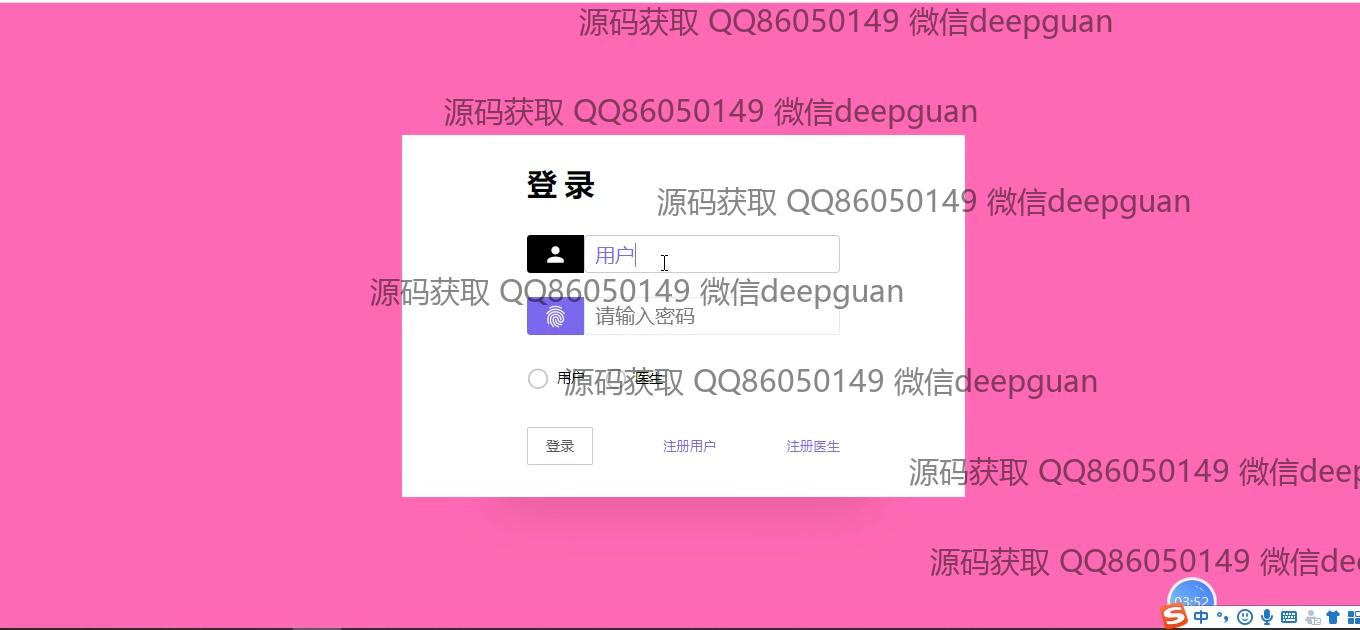 源码获取 QQ86050149 微信deepguan
源码获取 QQ86050149 微信deepguan
登录
源码获取 QQ86050149 微信deepguan
用户
源码获取 QQ86050149 微信deepguan
请输入密码
用户 医生
源码获取 QQ86050149 微信deepguan
登录 注册用户 注册医生
源码获取 QQ86050149 微信deep
源码获取 QQ86050149 微信dee
03:52
S 中